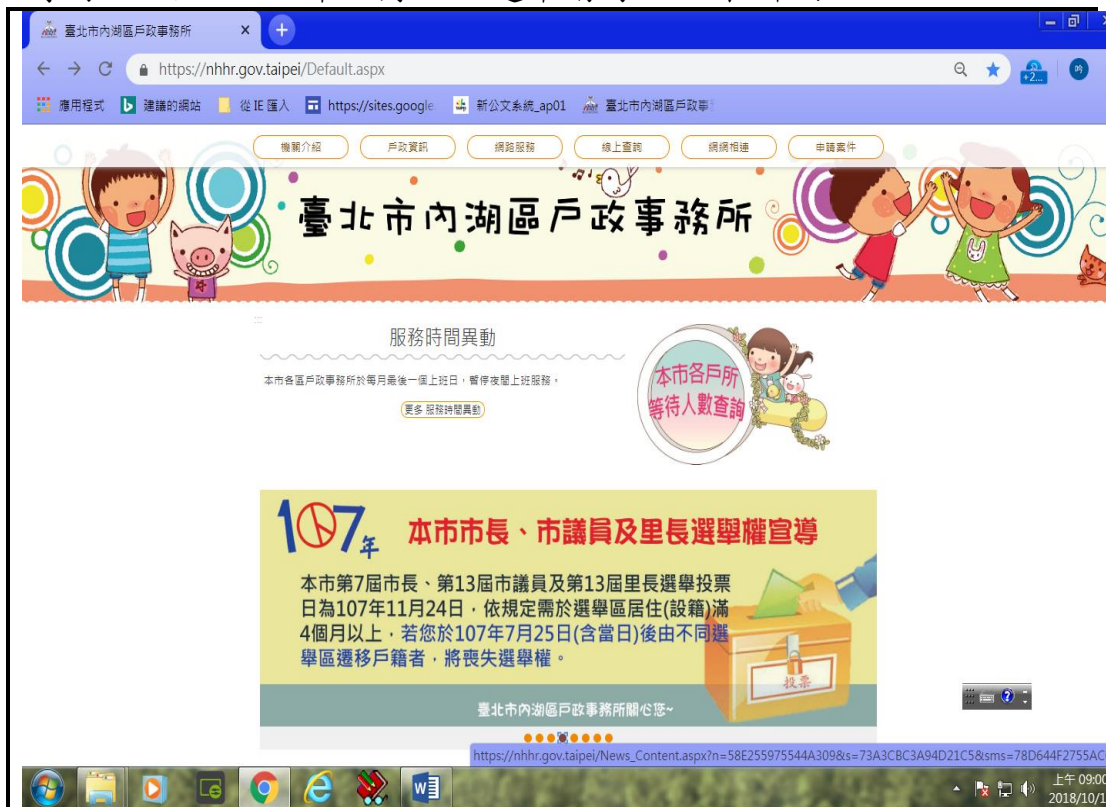 臺北市內湖區戶政事務所
https://nhhr.gov.taipei/Default.aspx
+2...
應用程式 建議的網站 從 IE 匯入 https://sites.google 新公文系統_ap01 臺北市內湖區戶政事
機關介紹 戶政資訊 網路服務 線上查詢 網網相連 申請案件
臺北市內湖區戶政事務所
服務時間異動
本市各區戶政事務所於每月最後一個上班日,暫停夜間上班服務。
更多 服務時間異動
本市各戶所
等待人數查詢
107年 本市市長、市議員及里長選舉權宣導
本市第7屆市長、第13屆市議員及第13屆里長選舉投票
日為107年11月24日,依規定需於選舉區居住(設籍)滿
4個月以上,若您於107年7月25日(含當日)後由不同選
舉區遷移戶籍者,將喪失選舉權。
投票
臺北市內湖區戶政事務所關心您~
https://nhhr.gov.taipei/News_Content.aspx?n=58E255975544A309&s=73A3CBC3A94D21C5&sms=78D644F2755AC
上午 09:00
2018/10/1